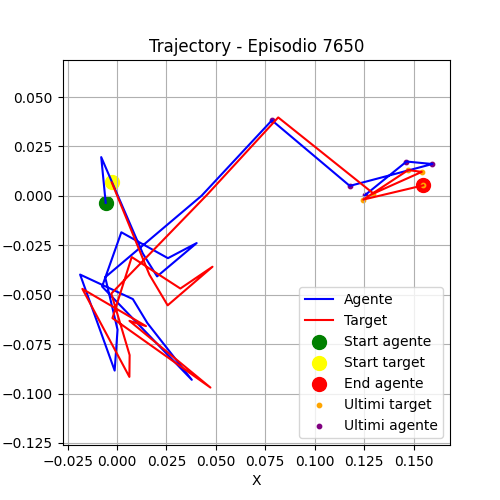 Trajectory - Episodio 7650
0.050
0.025
0.000
−0.025
−0.050
−0.075
−0.100
−0.125
−0.025
0.000
0.025
0.050
0.075
0.100
0.125
0.150
X
Agente
Target
Start agente
Start target
End agente
Ultimi target
Ultimi agente